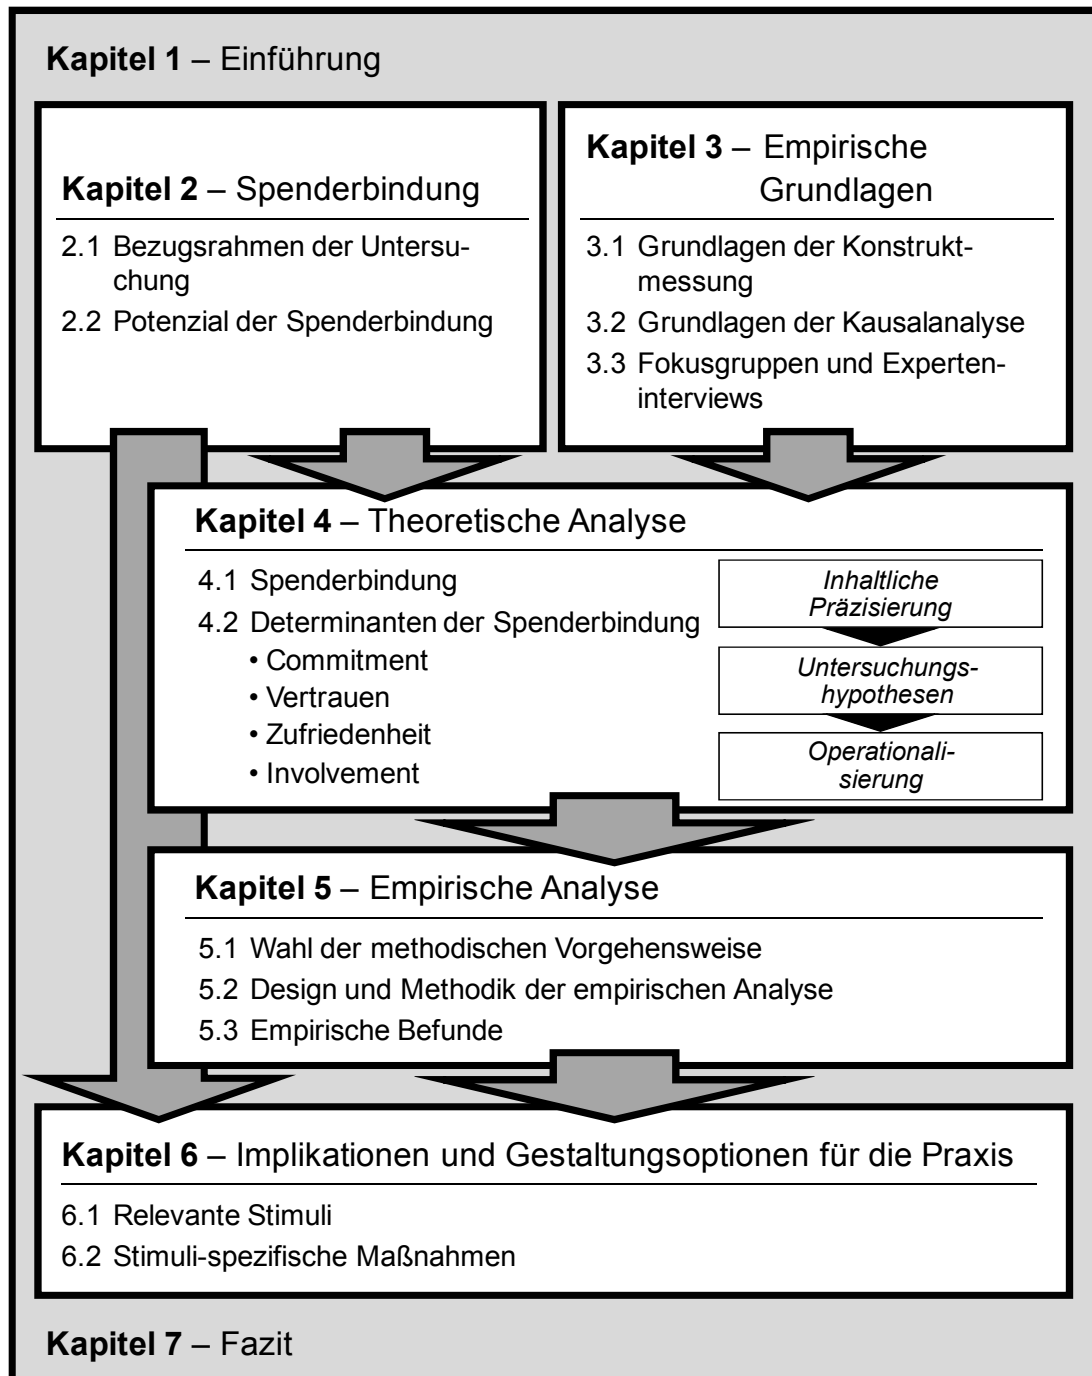 Kapitel 1 – Einführung
Kapitel 2 – Spenderbindung
2.1 Bezugsrahmen der Untersu-
chung
2.2 Potenzial der Spenderbindung
Kapitel 3 – Empirische
Grundlagen
3.1 Grundlagen der Konstrukt-
messung
3.2 Grundlagen der Kausalanalyse
3.3 Fokusgruppen und Experten-
interviews
Kapitel 4 – Theoretische Analyse
4.1 Spenderbindung
4.2 Determinanten der Spenderbindung
• Commitment
• Vertrauen
• Zufriedenheit
• Involvement
Inhaltliche
Präzisierung
Untersuchungs-
hypothesen
Operationali-
sierung
Kapitel 5 – Empirische Analyse
5.1 Wahl der methodischen Vorgehensweise
5.2 Design und Methodik der empirischen Analyse
5.3 Empirische Befunde
Kapitel 6 – Implikationen und Gestaltungsoptionen für die Praxis
6.1 Relevante Stimuli
6.2 Stimuli-spezifische Maßnahmen
Kapitel 7 – Fazit